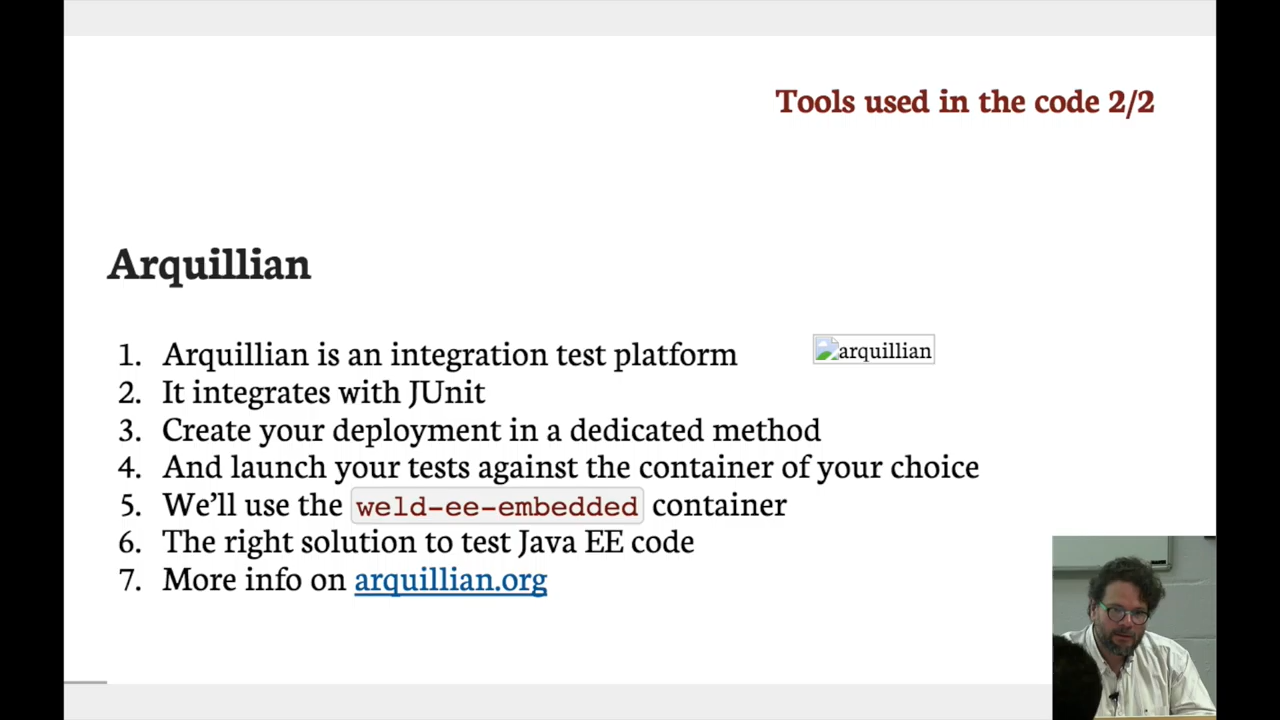 Tools used in the code 2/2
Arquillian
1. Arquillian is an integration test platform
arquillian
2. It integrates with JUnit
3. Create your deployment in a dedicated method
4. And launch your tests against the container of your choice
5. We’ll use the weld-ee-embedded container
6. The right solution to test Java EE code
7. More info on arquillian.org